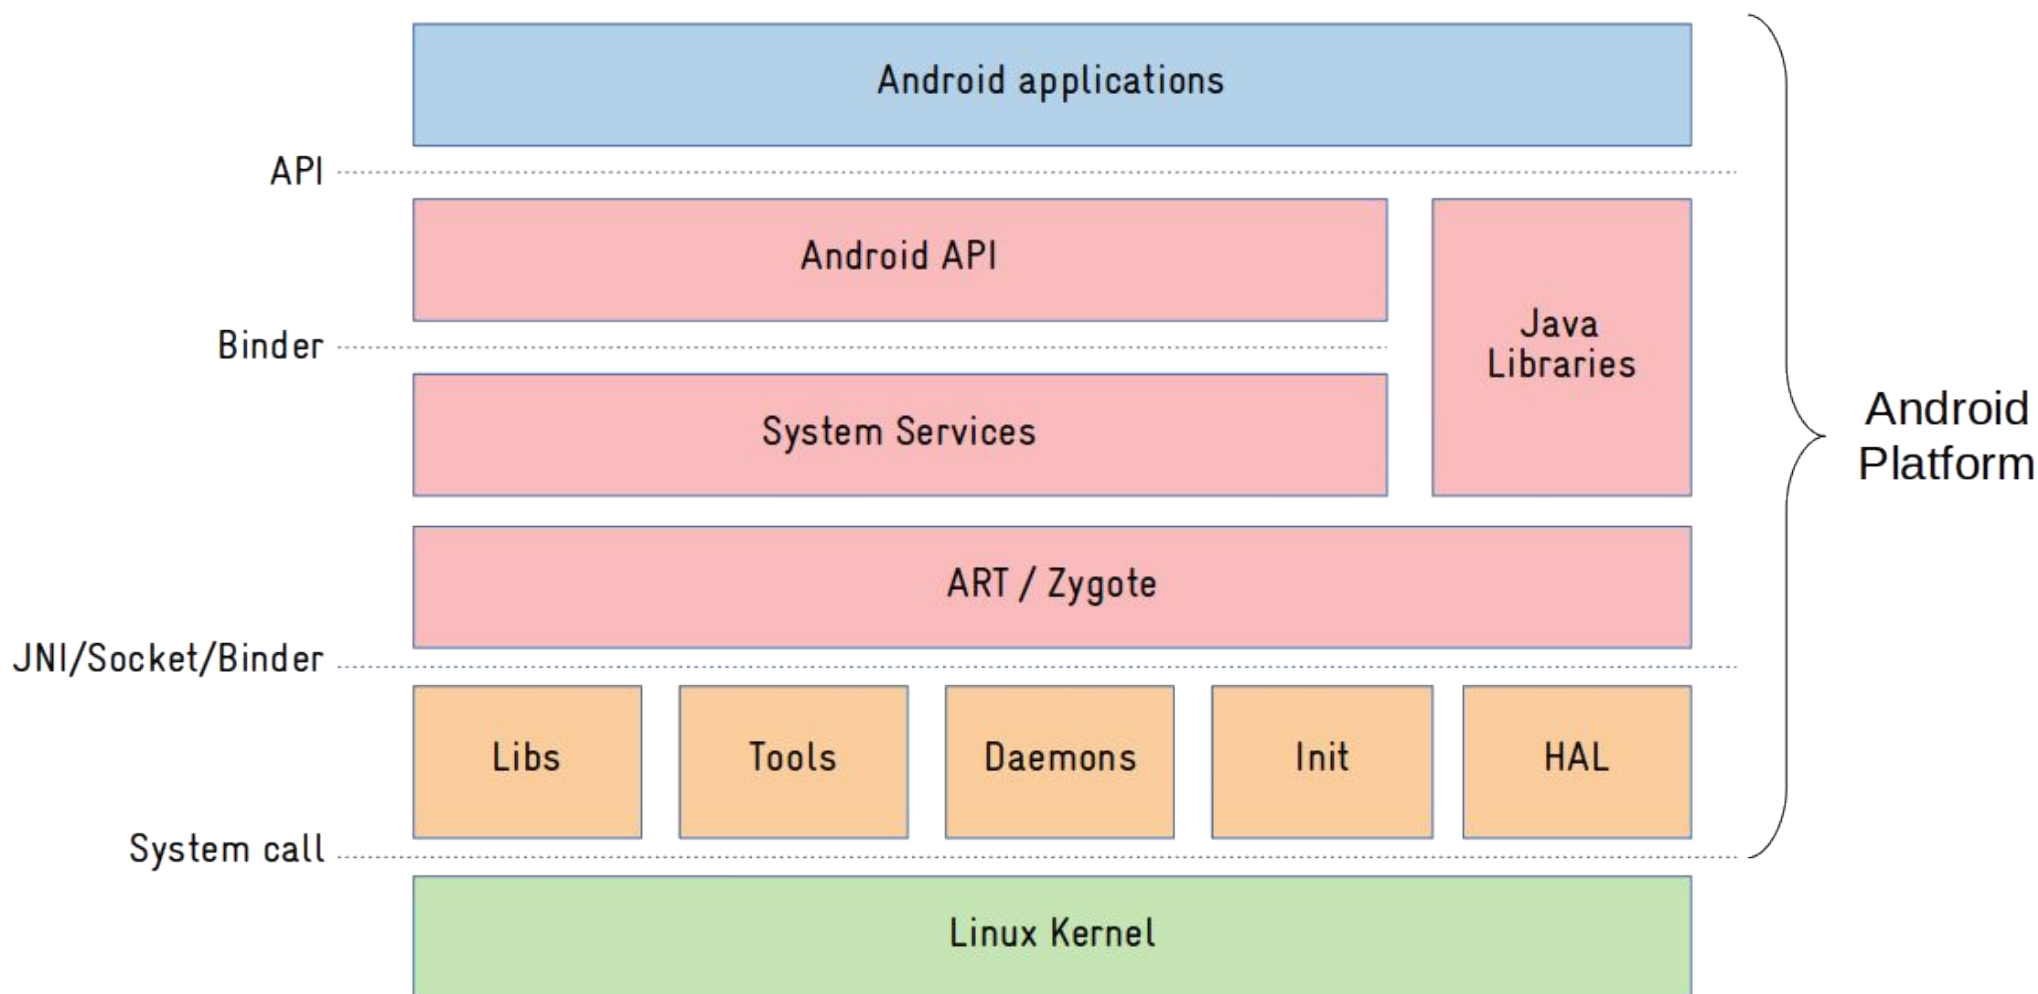 Android applications
API
Android API
Binder
Java
Libraries
Android
Platform
System Services
ART / Zygote
JNI/Socket/Binder
Libs
Tools
Daemons
Init
HAL
System call
Linux Kernel